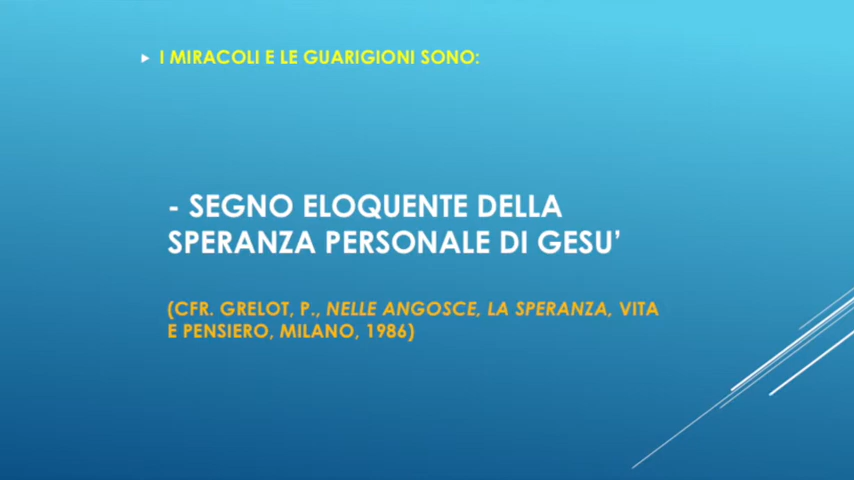 I MIRACOLI E LE GUARIGIONI SONO:
- SEGNO ELOQUENTE DELLA
SPERANZA PERSONALE DI GESU’
(CFR. GRELOT, P., NELLE ANGOSCE, LA SPERANZA, VITA
E PENSIERO, MILANO, 1986)